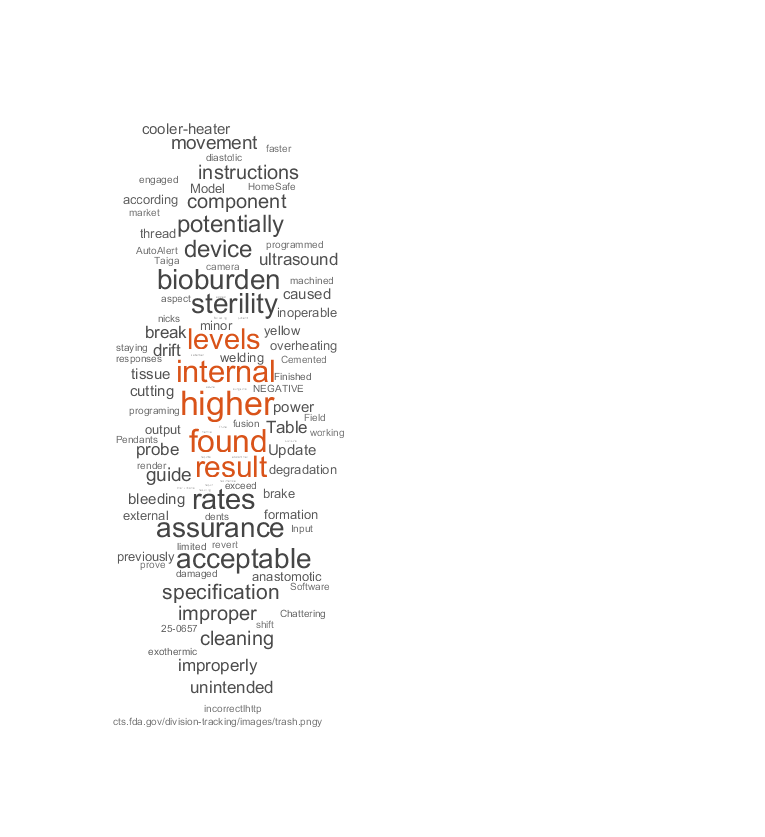 cooler-heater
movement
faster
diastolic
instructions
engaged
Model
HomeSafe
according
component
market
potentially
thread
device
programmed
AutoAlert
ultrasound
Taiga
camera
bioburden
machined
aspect
sterility
caused
inoperable
nicks
minor
break
levels
yellow
staying
drift
overheating
responses
welding
Cemented
tissue
internal
Finished
cutting
NEGATIVE
programing
higher
power
Field
output
fusion
Table
working
Pendants
found
probe
Update
render
result
degradation
guide
exceed
bleeding
rates
brake
external
dents
formation
assurance
Input
limited
revert
previously
prove
acceptable
damaged
anastomotic
specification
Software
improper
Chattering
25-0657
shift
cleaning
exothermic
improperly
unintended
incorrectlhttp
cts.fda.gov/division-tracking/images/trash.pngy